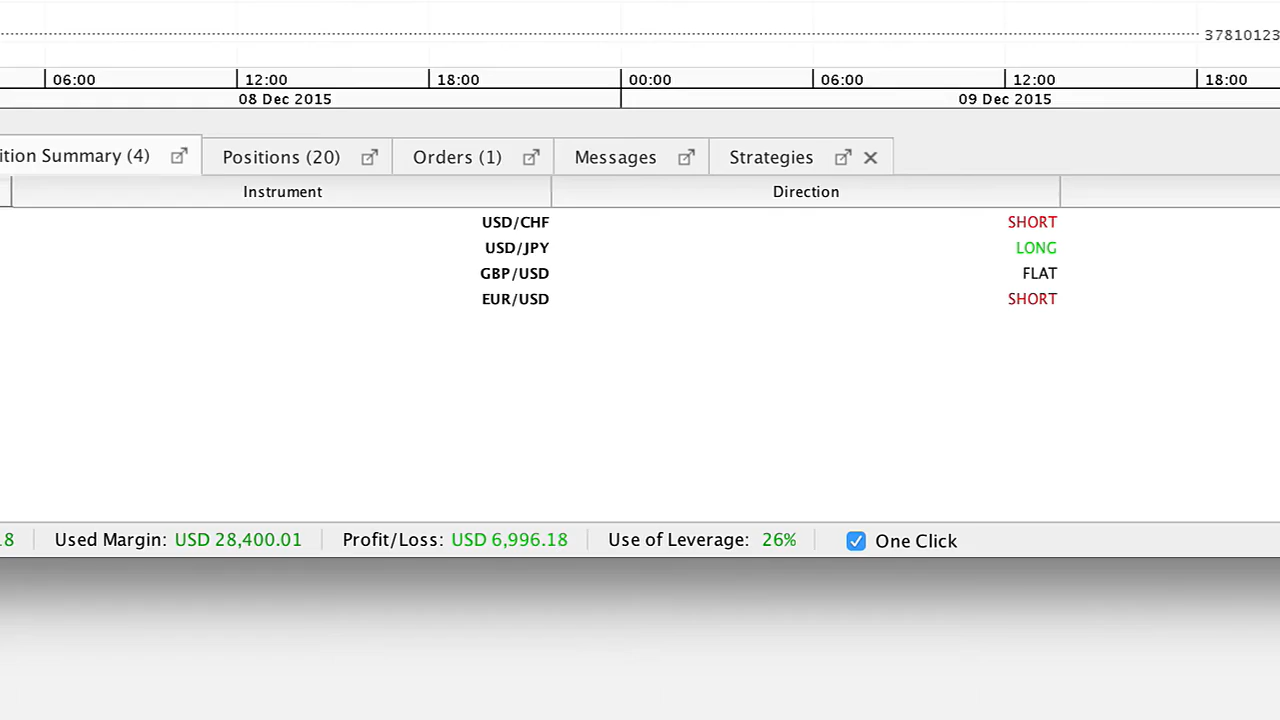 37810123
06:00 12:00 18:00 00:00 06:00 12:00 18:00
08 Dec 2015 09 Dec 2015
ition Summary (4) Positions (20) Orders (1) Messages Strategies
Instrument Direction
USD/CHF SHORT
USD/JPY LONG
GBP/USD FLAT
EUR/USD SHORT
8 Used Margin: USD 28,400.01 Profit/Loss: USD 6,996.18 Use of Leverage: 26% One Click